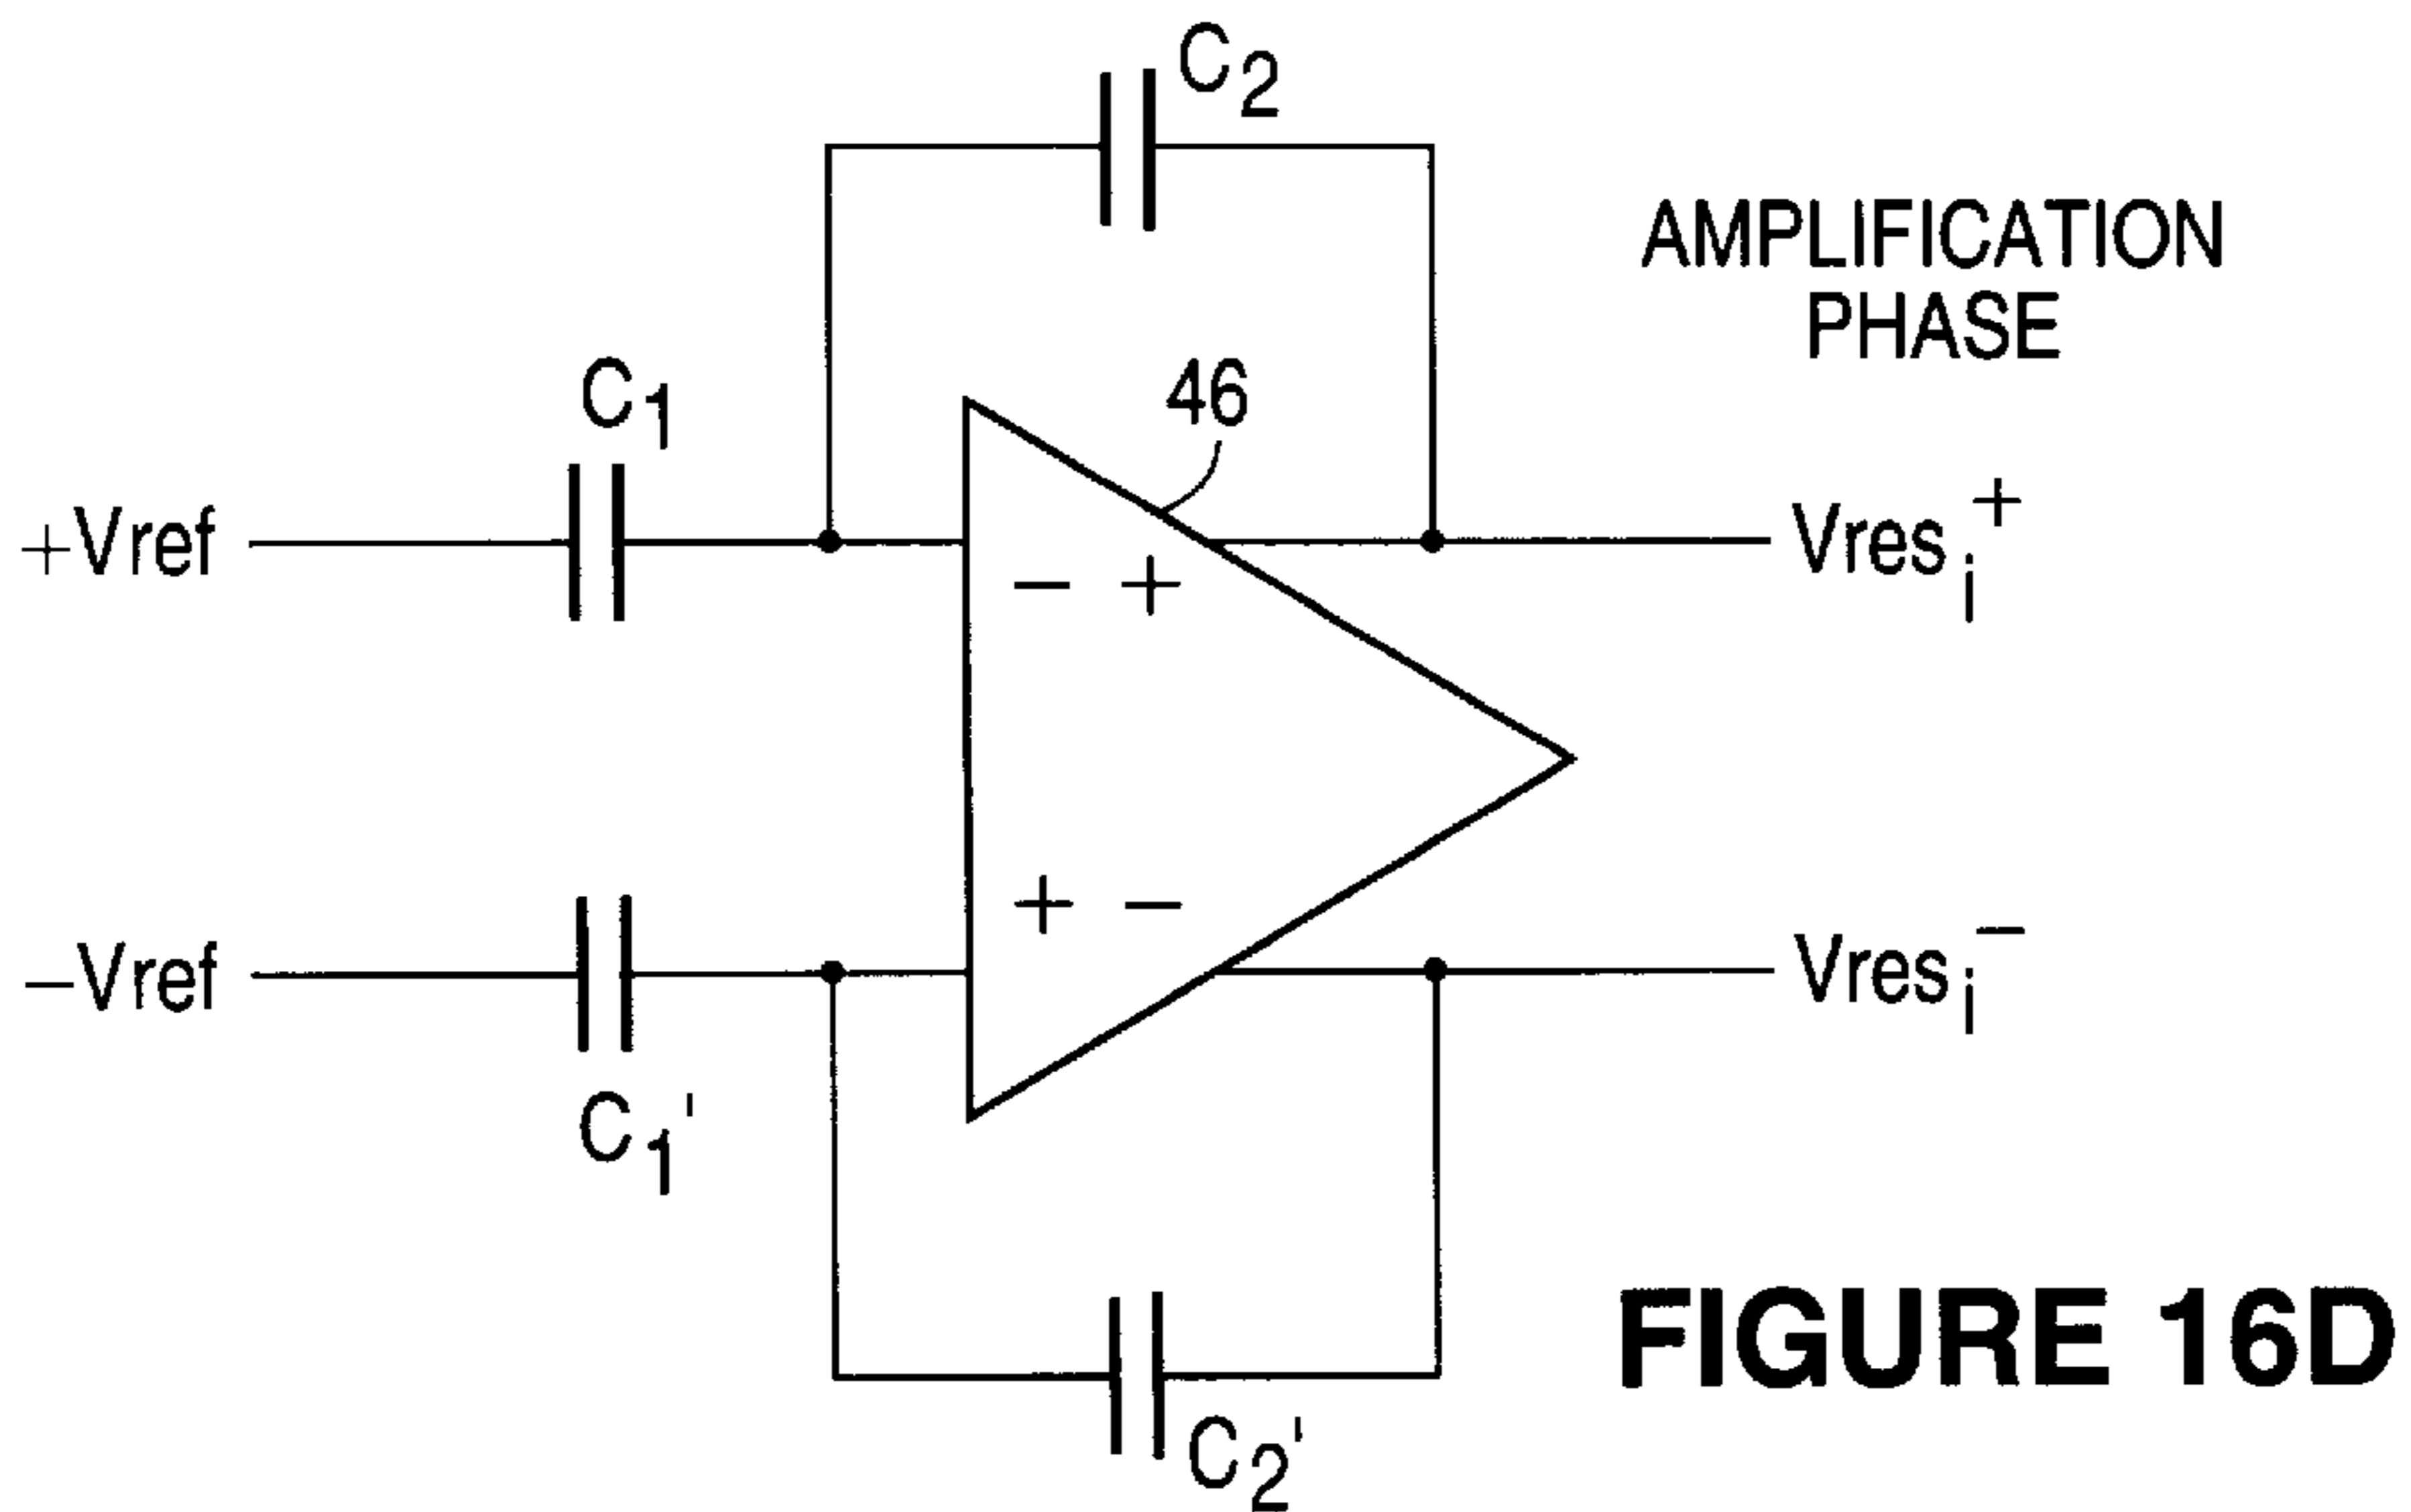 C2
AMPLIFICATION
PHASE
C1
46
+Vref
Vresi+
− +
+ −
−Vref
Vresi−
C1'
C2'
FIGURE 16D